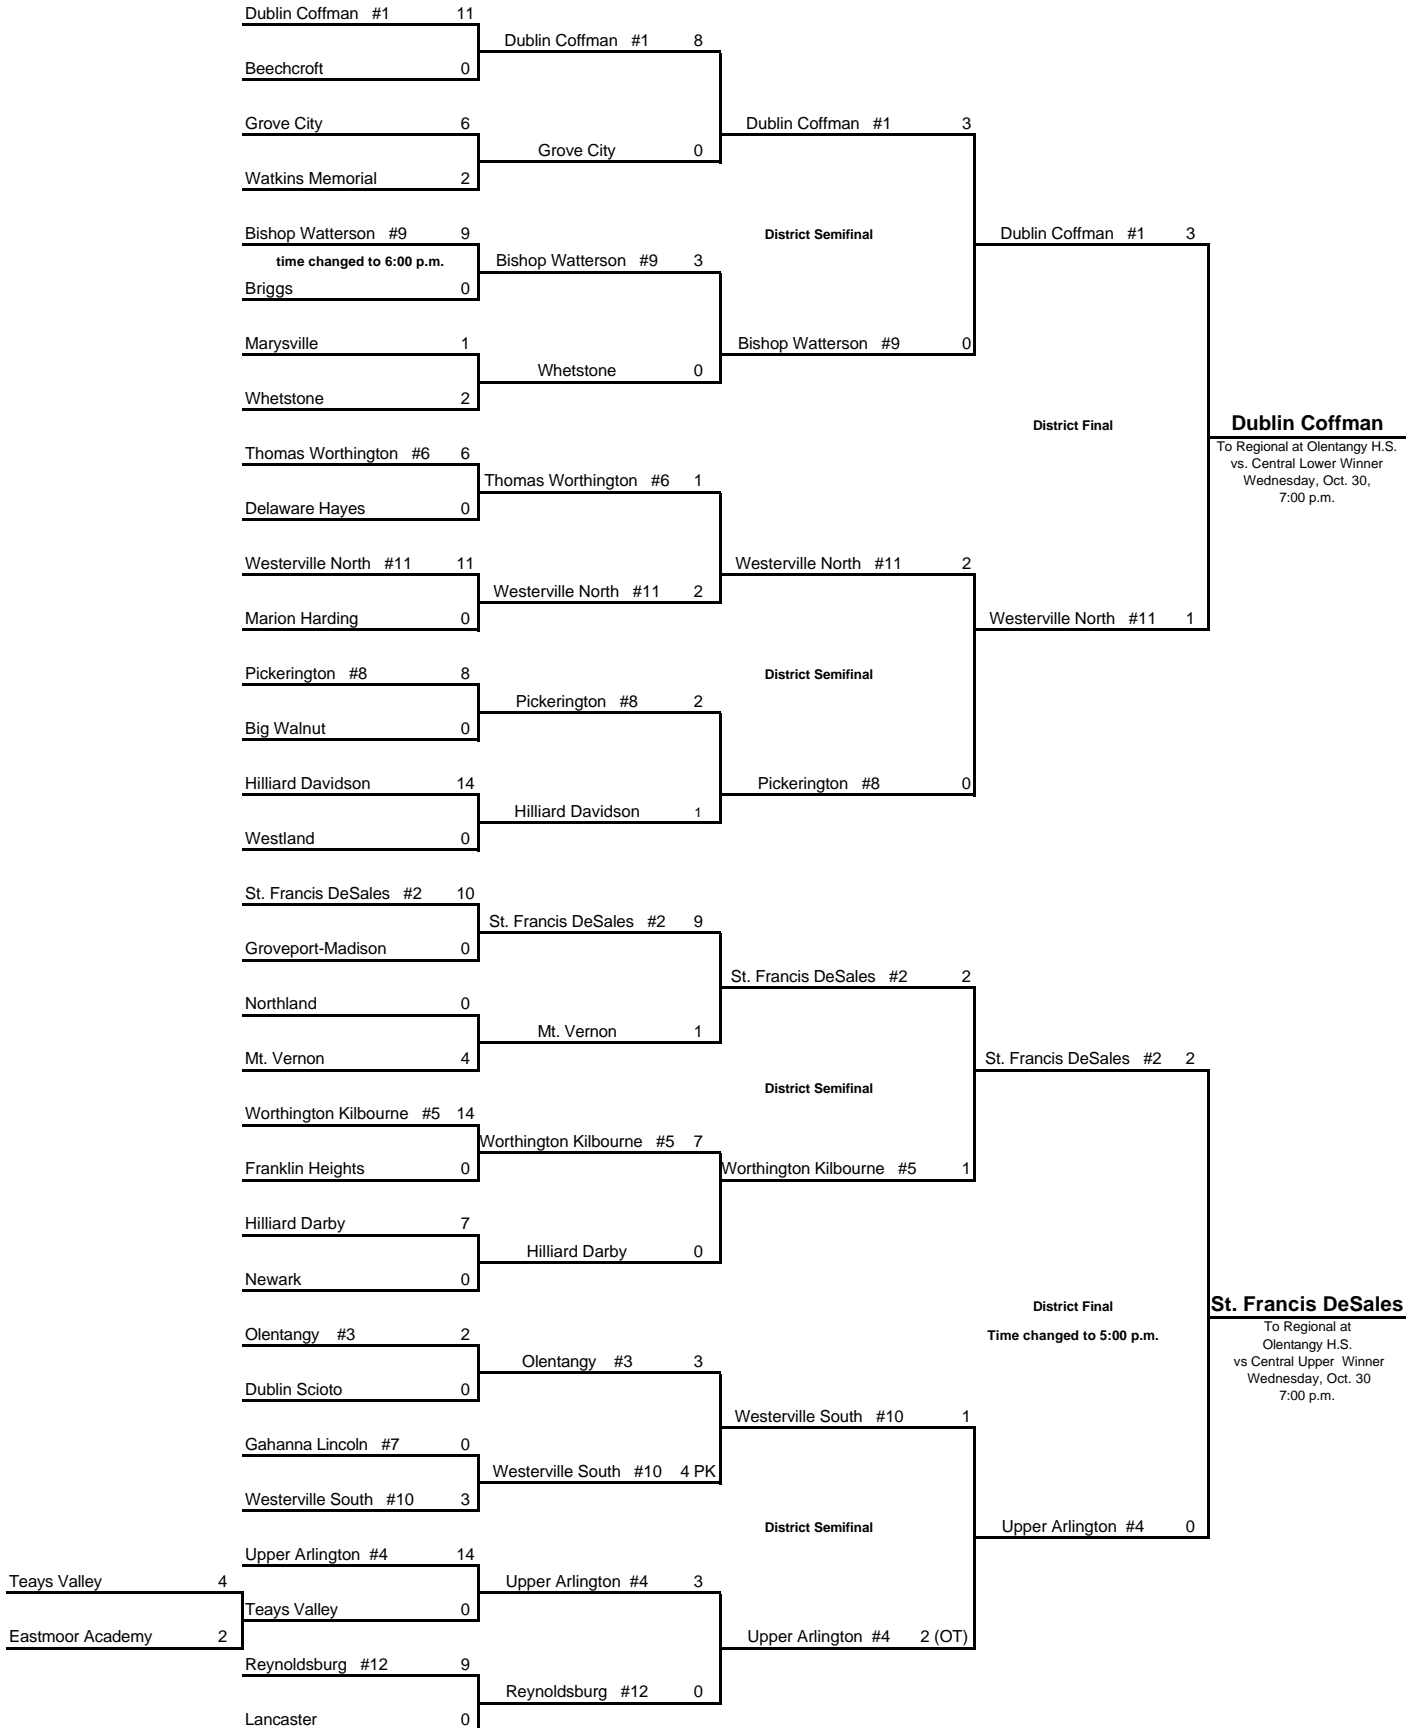 Dublin Coffman #1 11
Dublin Coffman #1 8
Beechcroft 0
Grove City 6
Dublin Coffman #1 3
Grove City 0
Watkins Memorial 2
Bishop Watterson #9 9
District Semifinal
Dublin Coffman #1 3
time changed to 6:00 p.m.
Bishop Watterson #9 3
Briggs 0
Marysville 1
Bishop Watterson #9 0
Whetstone 0
Whetstone 2
District Final
Dublin Coffman
To Regional at Olentangy H.S.
vs. Central Lower Winner
Wednesday, Oct. 30,
7:00 p.m.
Thomas Worthington #6 6
Thomas Worthington #6 1
Delaware Hayes 0
Westerville North #11 11
Westerville North #11 2
Westerville North #11 2
Marion Harding 0
Westerville North #11 1
Pickerington #8 8
District Semifinal
Pickerington #8 2
Big Walnut 0
Hilliard Davidson 14
Pickerington #8 0
Hilliard Davidson 1
Westland 0
St. Francis DeSales #2 10
St. Francis DeSales #2 9
Groveport-Madison 0
St. Francis DeSales #2 2
Northland 0
Mt. Vernon 1
Mt. Vernon 4
St. Francis DeSales #2 2
District Semifinal
Worthington Kilbourne #5 14
Worthington Kilbourne #5 7
Franklin Heights 0
Worthington Kilbourne #5 1
Hilliard Darby 7
Hilliard Darby 0
Newark 0
District Final
Time changed to 5:00 p.m.
St. Francis DeSales
To Regional at
Olentangy H.S.
vs Central Upper Winner
Wednesday, Oct. 30
7:00 p.m.
Olentangy #3 2
Olentangy #3 3
Dublin Scioto 0
Westerville South #10 1
Gahanna Lincoln #7 0
Westerville South #10 4 PK
Westerville South #10 3
District Semifinal
Upper Arlington #4 0
Upper Arlington #4 14
Teays Valley 4
Upper Arlington #4 3
Teays Valley 0
Eastmoor Academy 2
Upper Arlington #4 2 (OT)
Reynoldsburg #12 9
Reynoldsburg #12 0
Lancaster 0